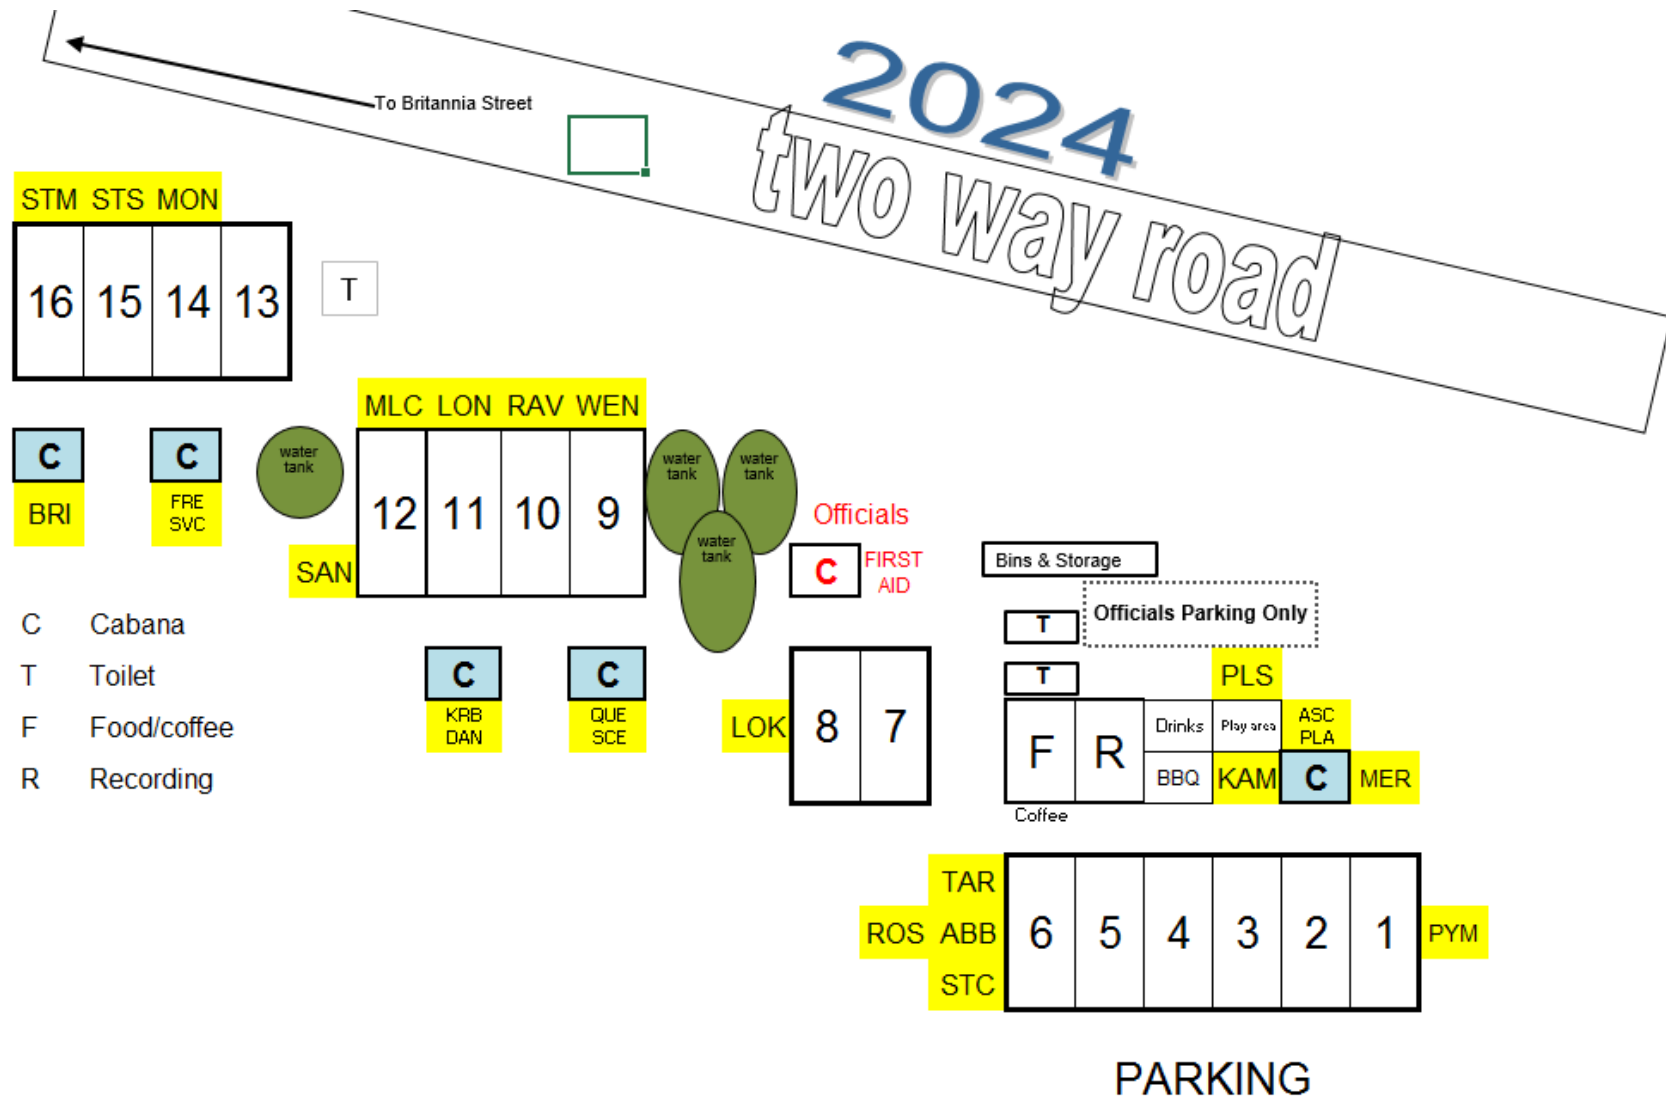 2024
To Britannia Street
two way road
STM STS MON
16 15 14 13
T
MLC LON RAV WEN
C
C
water
tank
water
tank
water
tank
BRI
FRE
SVC
12 11 10 9
Officials
water
tank
SAN
C
FIRST
AID
Bins & Storage
Officials Parking Only
T
C Cabana
T Toilet
F Food/coffee
R Recording
C
C
KRB
DAN
QUE
SCE
T
PLS
LOK
8 7
F R
Drinks
Play area
ASC
PLA
BBQ
KAM
C
MER
Coffee
TAR
ROS ABB
STC
6 5 4 3 2 1
PYM
PARKING